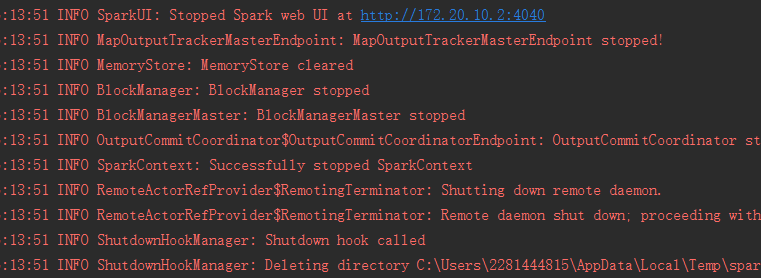 :13:51 INFO SparkUI: Stopped Spark web UI at http://172.20.10.2:4040
:13:51 INFO MapOutputTrackerMasterEndpoint: MapOutputTrackerMasterEndpoint stopped!
:13:51 INFO MemoryStore: MemoryStore cleared
:13:51 INFO BlockManager: BlockManager stopped
:13:51 INFO BlockManagerMaster: BlockManagerMaster stopped
:13:51 INFO OutputCommitCoordinator$OutputCommitCoordinatorEndpoint: OutputCommitCoordinator st
:13:51 INFO SparkContext: Successfully stopped SparkContext
:13:51 INFO RemoteActorRefProvider$RemotingTerminator: Shutting down remote daemon.
:13:51 INFO RemoteActorRefProvider$RemotingTerminator: Remote daemon shut down; proceeding with
:13:51 INFO ShutdownHookManager: Shutdown hook called
:13:51 INFO ShutdownHookManager: Deleting directory C:\Users\2281444815\AppData\Local\Temp\spar